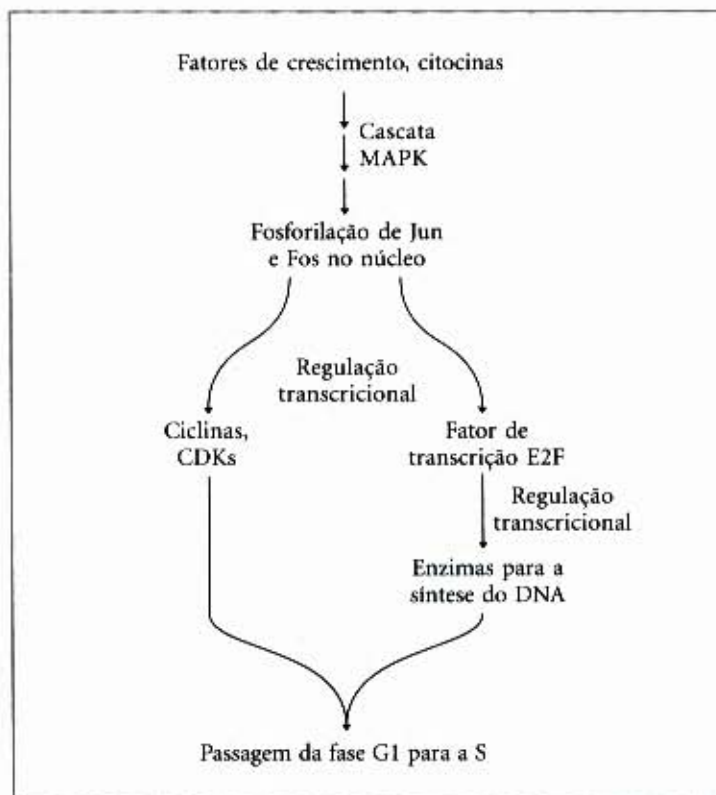 Fatores de crescimento, citocinas
Cascata
MAPK
Fosforilação de Jun
e Fos no núcleo
Regulação
transcricional
Ciclinas,
CDKs
Fator de
transcrição E2F
Regulação
transcricional
Enzimas para a
síntese do DNA
Passagem da fase G1 para a S